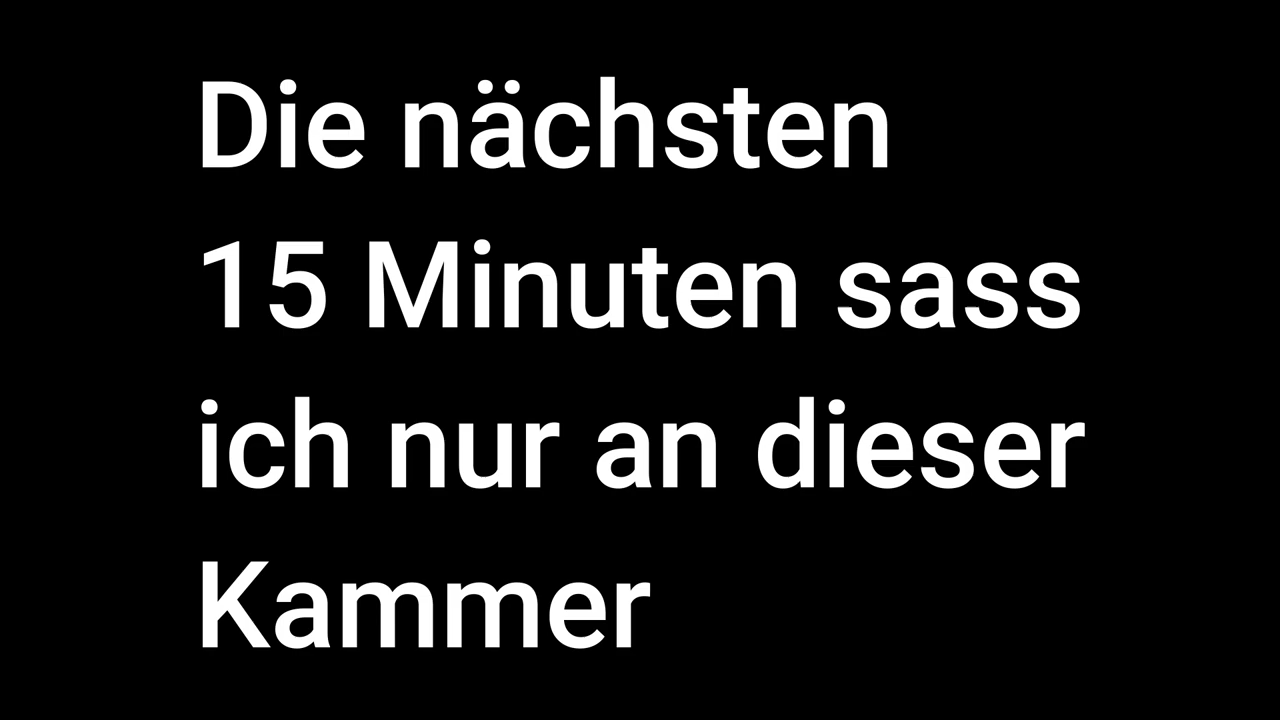 Die nächsten
15 Minuten sass
ich nur an dieser
Kammer